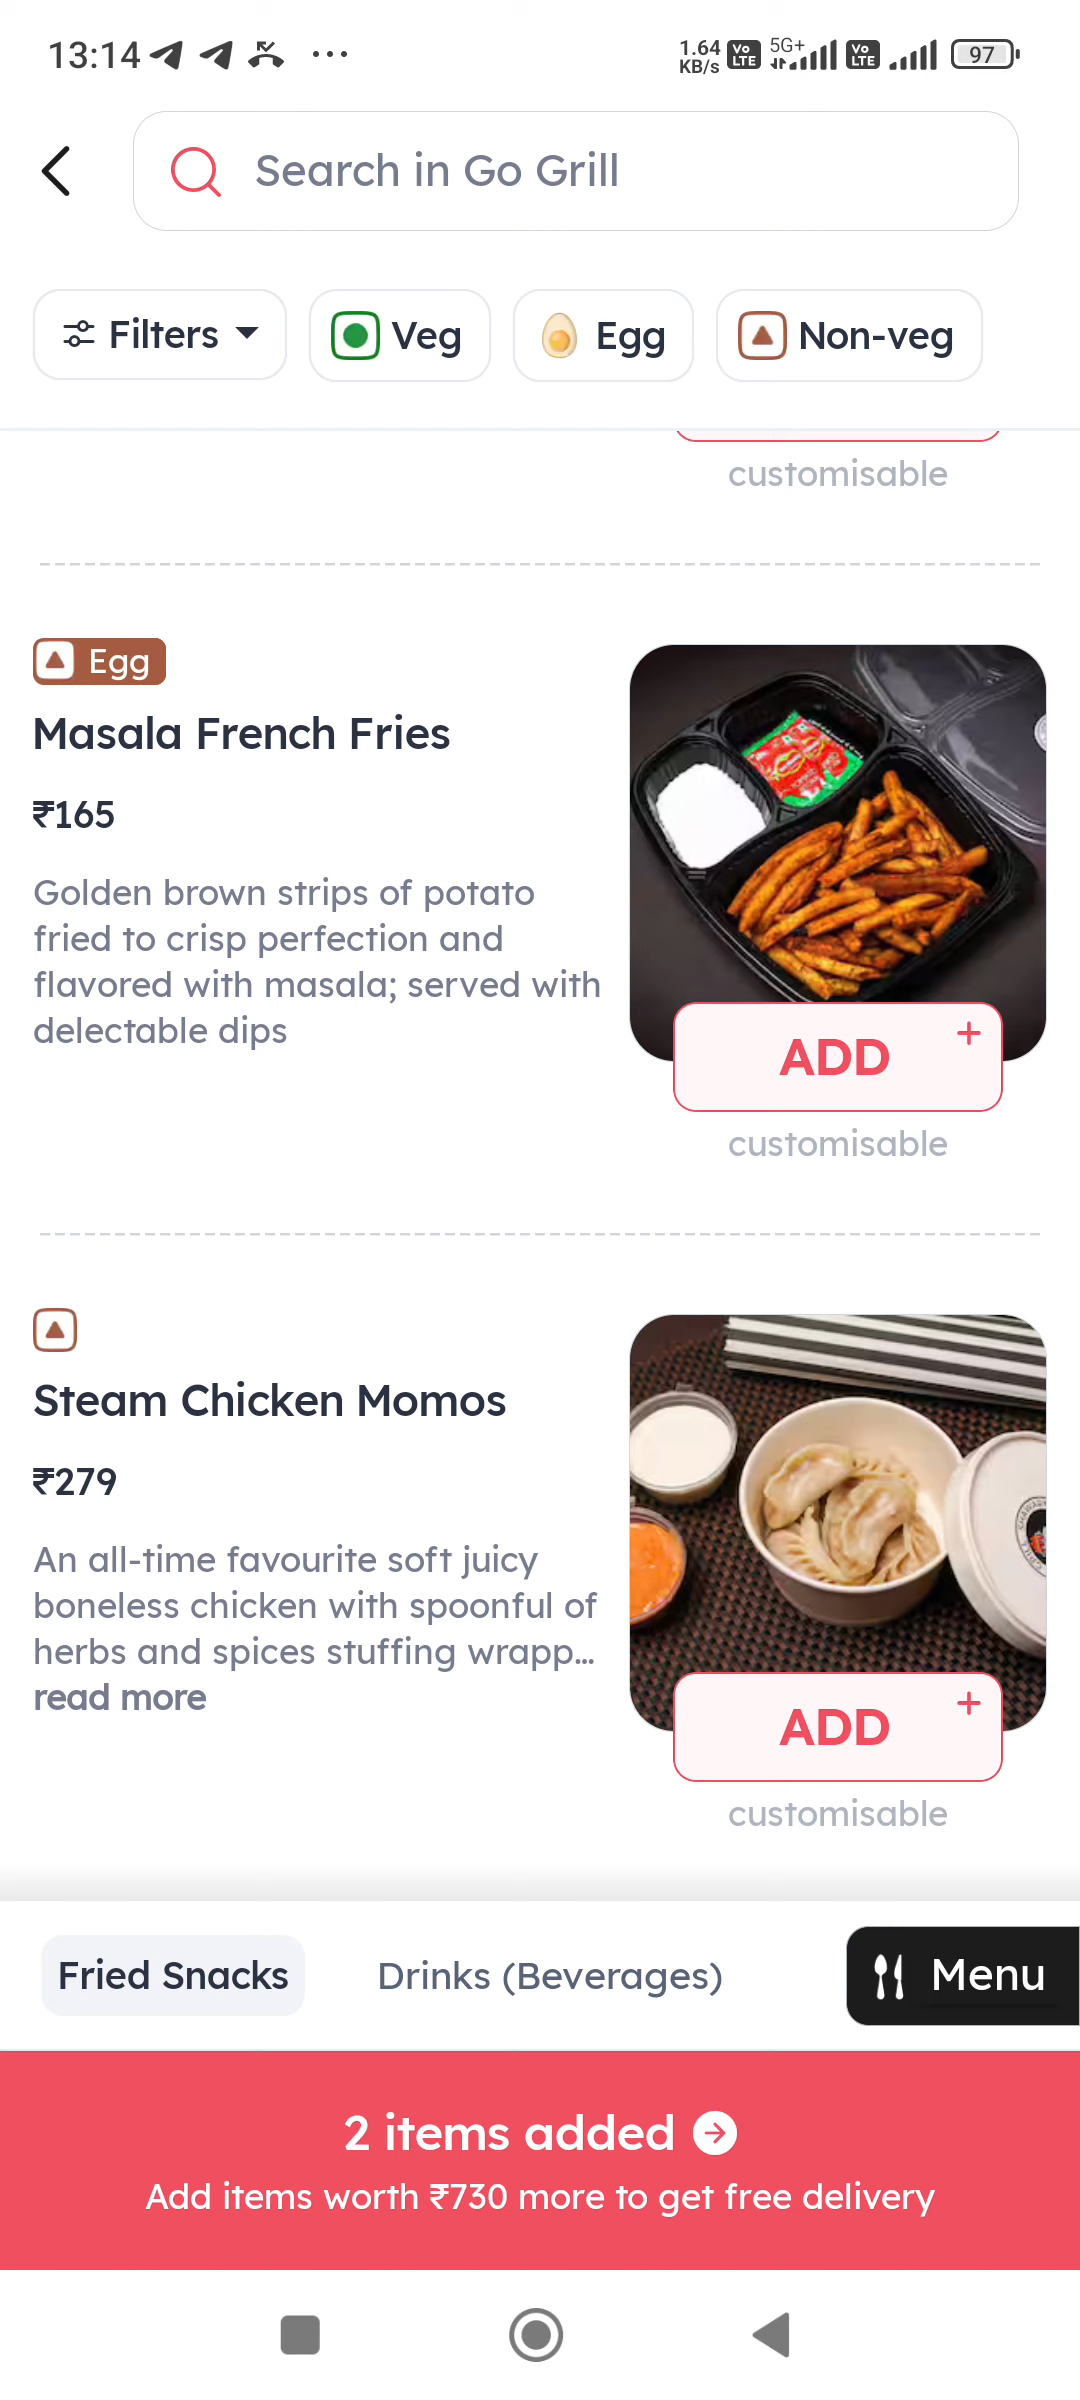 13:14
1.64 KB/s
Vo LTE
5G+
Vo LTE
97
Search in Go Grill
Filters
Veg
Egg
Non-veg
customisable
Egg
Masala French Fries
₹165
Golden brown strips of potato
fried to crisp perfection and
flavored with masala; served with
delectable dips
ADD +
customisable
Steam Chicken Momos
₹279
An all-time favourite soft juicy
boneless chicken with spoonful of
herbs and spices stuffing wrapp...
read more
ADD +
customisable
Fried Snacks
Drinks (Beverages)
Menu
2 items added
Add items worth ₹730 more to get free delivery